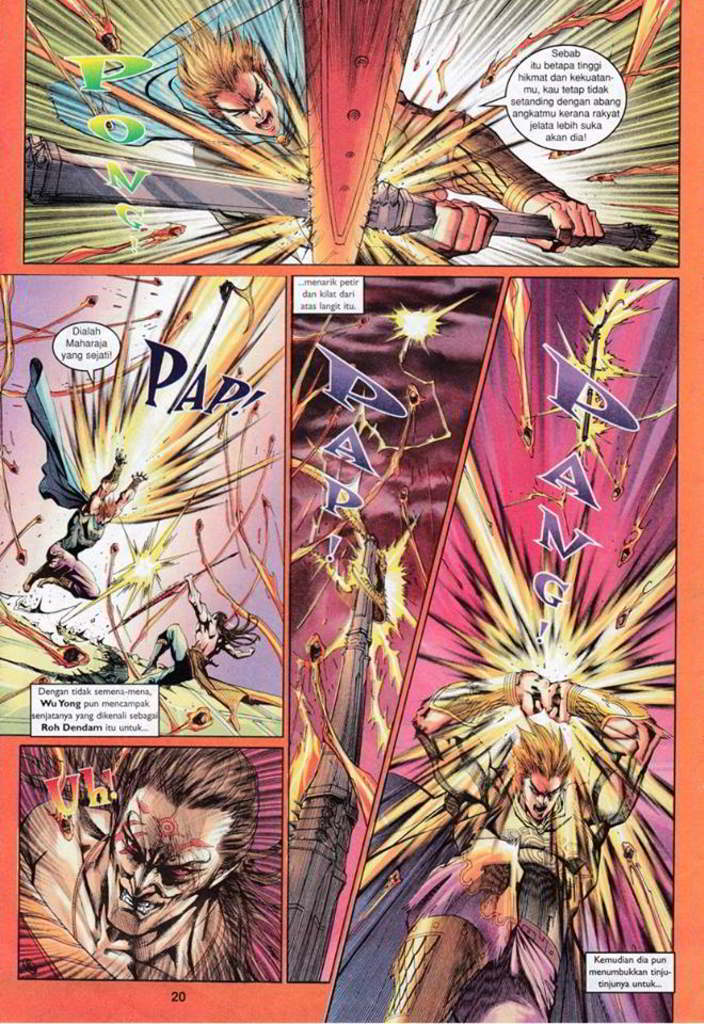 PONG!
Sebab
itu betapa tinggi
hikmat dan kekuatan-
mu, kau tetap tidak
setanding dengan abang
angkatmu kerana rakyat
jelata lebih suka
akan dia!
Dialah
Maharaja
yang sejati!
PAP!
Dengan tidak semena-mena,
Wu Yong pun mencampak
senjatanya yang dikenali sebagai
Roh Dendam itu untuk...
...menarik petir
dan kilat dari
atas langit itu.
PAP!
PANG!
Uh!
Kemudian dia pun
menumbukkan tinju-
tinjunya untuk...
20